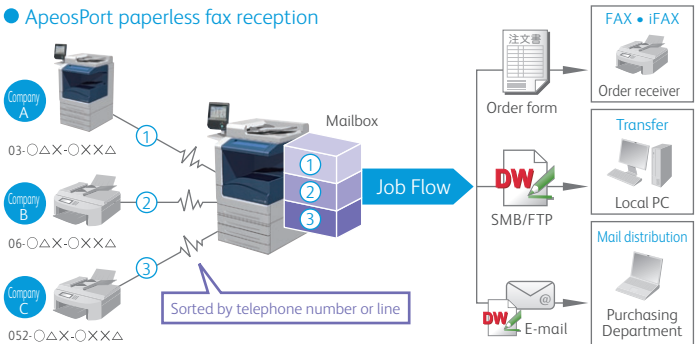 ● ApeosPort paperless fax reception
Company
A
03-○△×-○××△
①
Company
B
06-○△×-○××△
②
Company
C
052-○△×-○××△
③
Sorted by telephone number or line
Mailbox
①
②
③
Job Flow
注文書
Order form
FAX • iFAX
Order receiver
DW
SMB/FTP
Transfer
Local PC
@
DW
E-mail
Mail distribution
Purchasing
Department